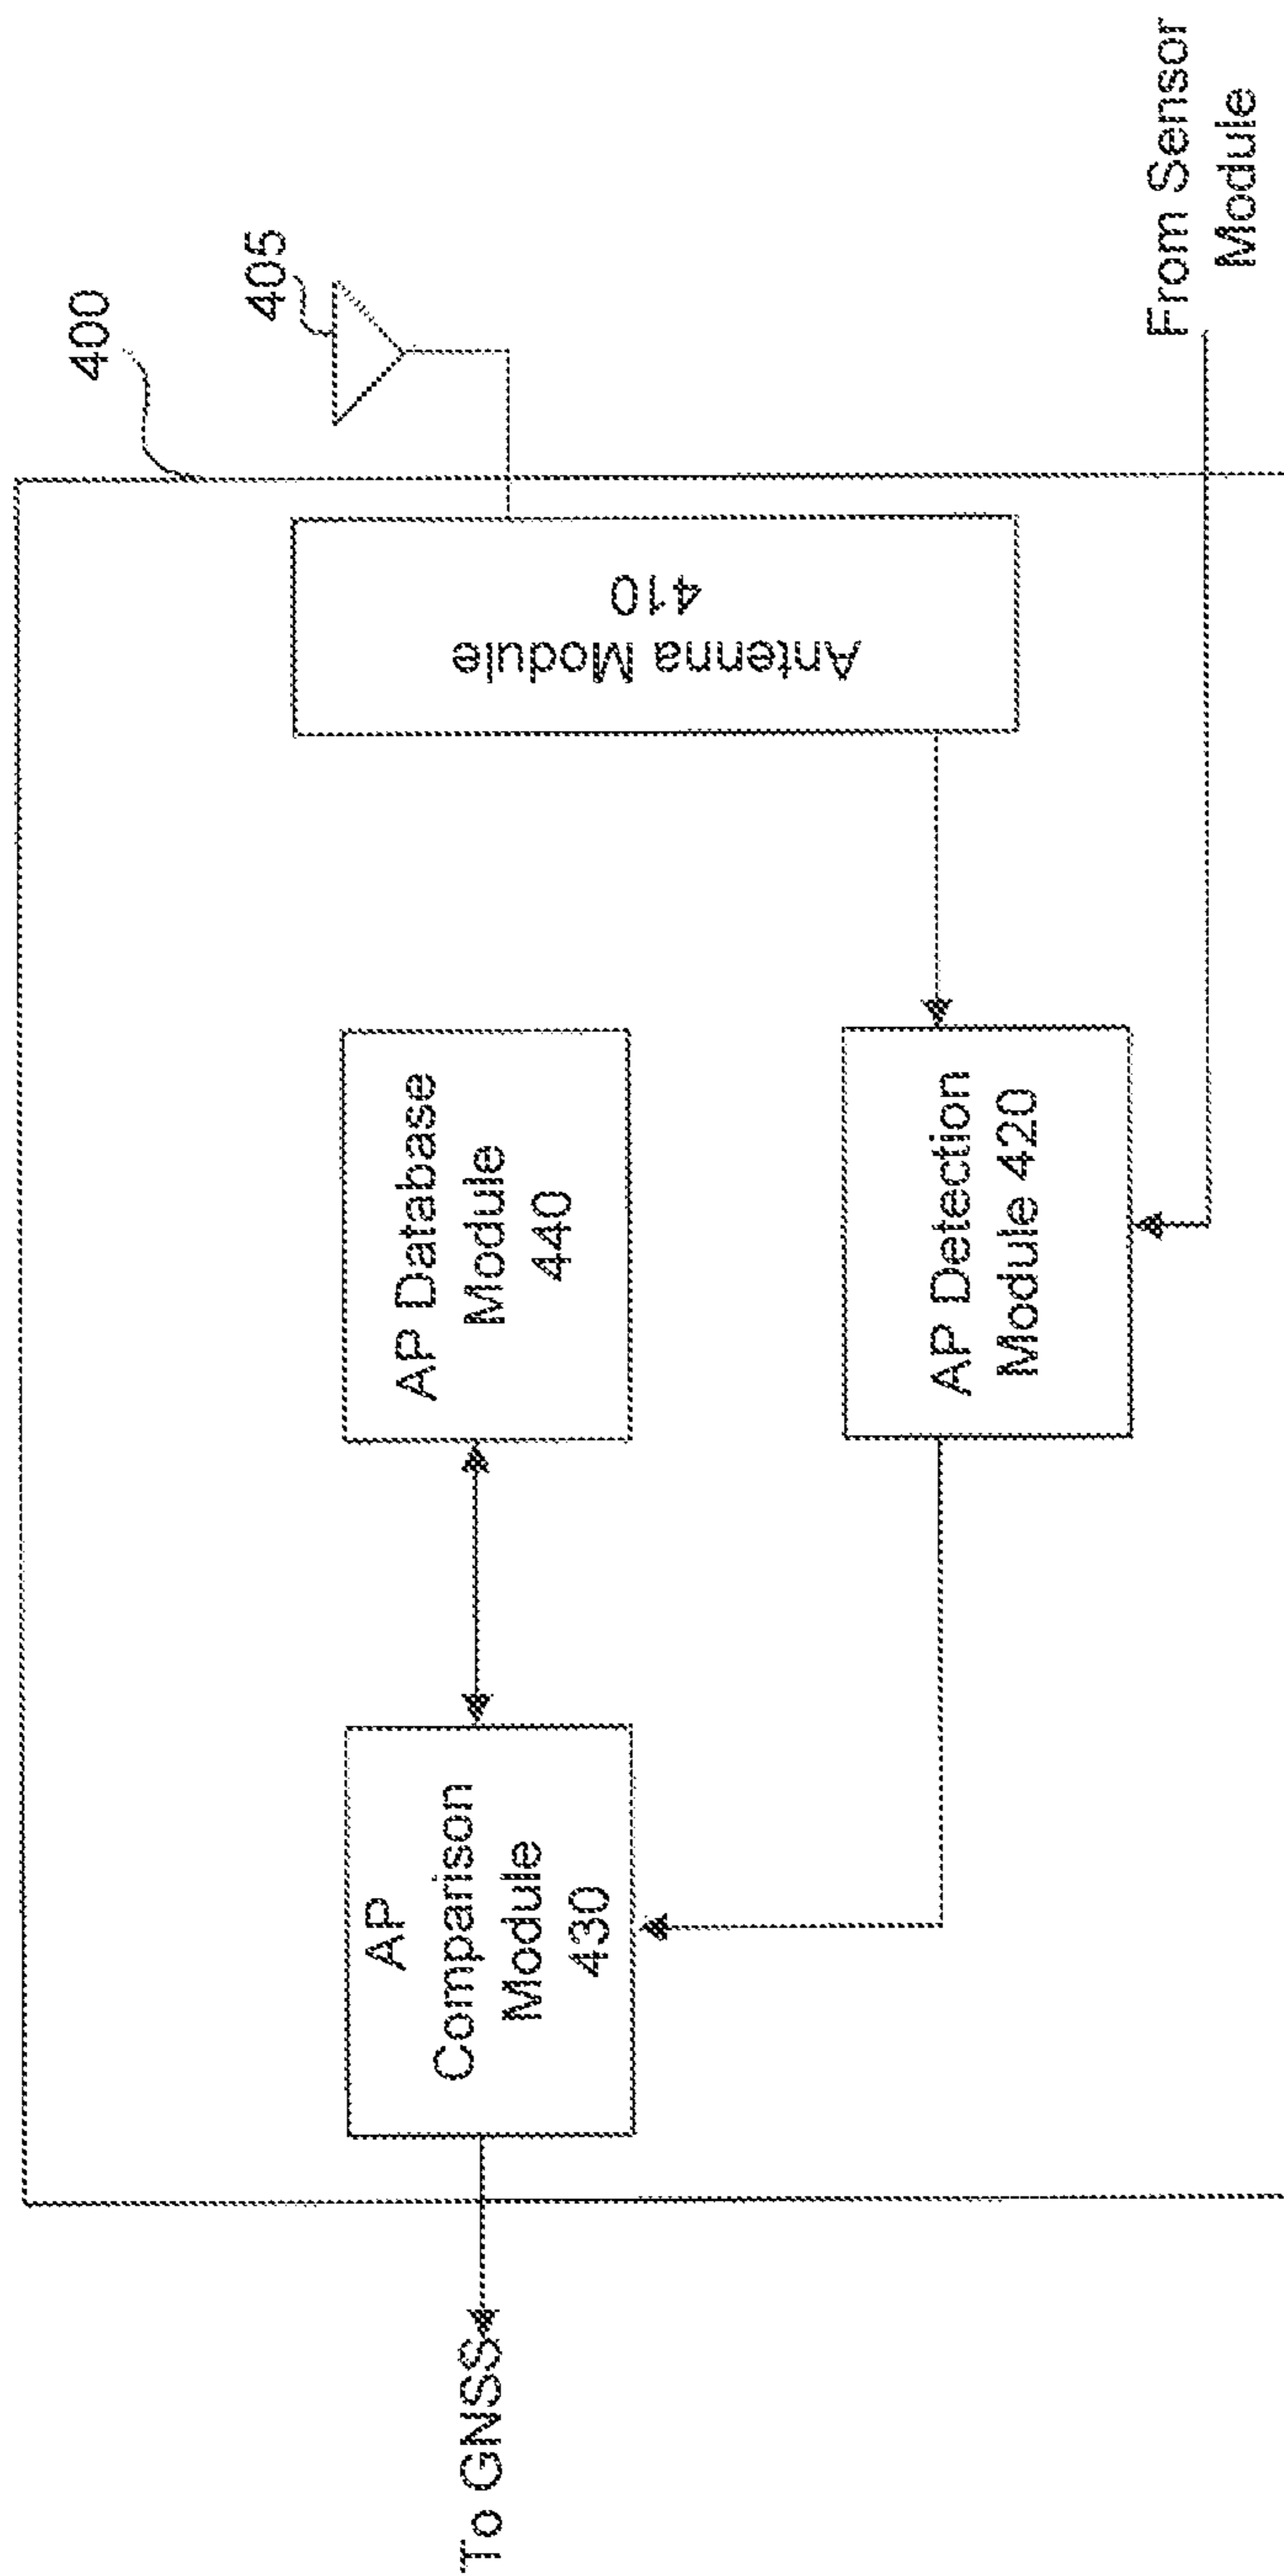 400
405
From Sensor
Module
Antenna Module
410
AP Database
Module
440
AP Detection
Module 420
AP
Comparison
Module
430
To GNSS